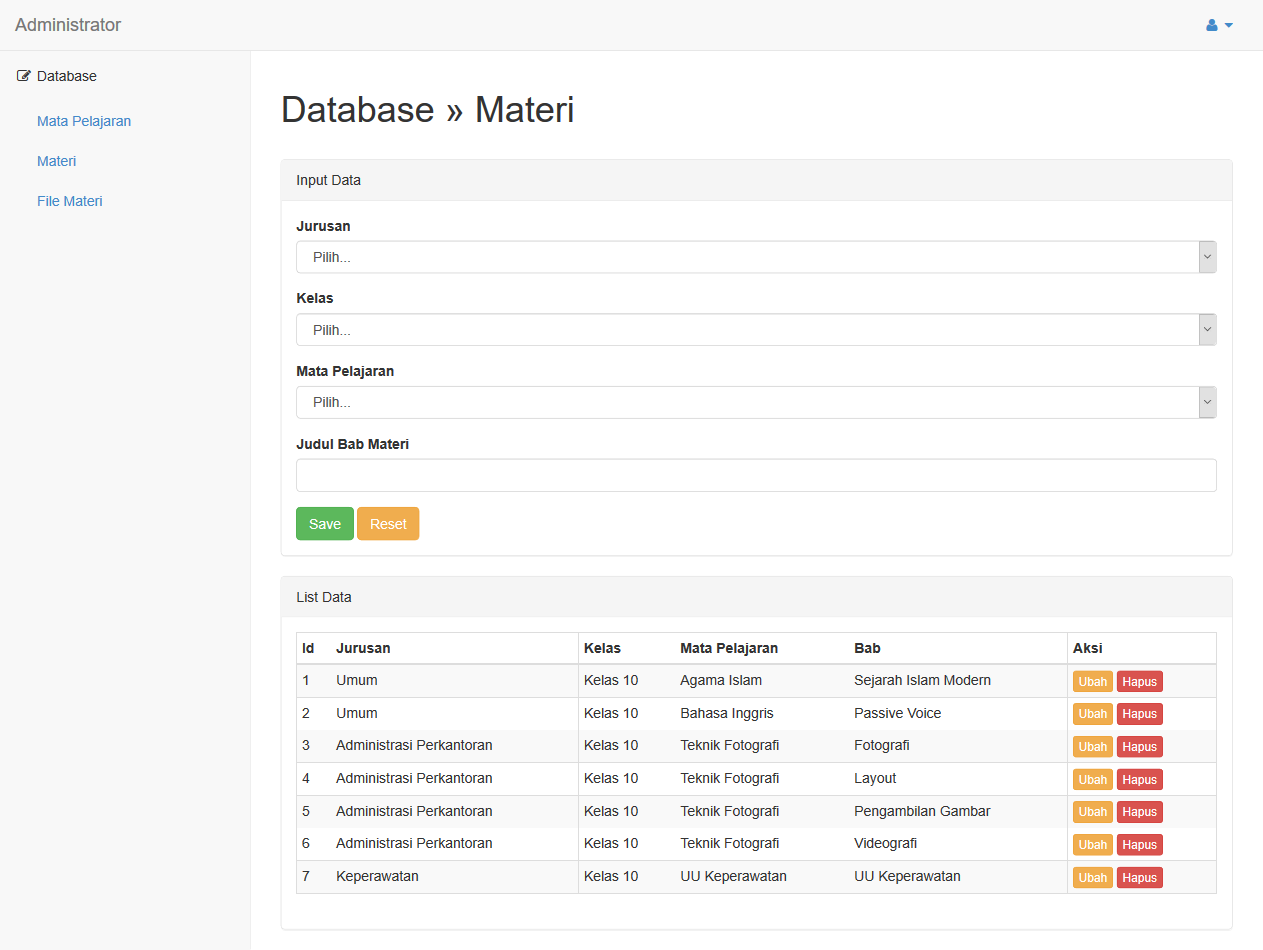 Administrator
Database
Mata Pelajaran
Materi
File Materi
Database » Materi
Input Data
Jurusan
Pilih...
Kelas
Pilih...
Mata Pelajaran
Pilih...
Judul Bab Materi
Save Reset
List Data
Id Jurusan Kelas Mata Pelajaran Bab Aksi
1 Umum Kelas 10 Agama Islam Sejarah Islam Modern Ubah Hapus
2 Umum Kelas 10 Bahasa Inggris Passive Voice Ubah Hapus
3 Administrasi Perkantoran Kelas 10 Teknik Fotografi Fotografi Ubah Hapus
4 Administrasi Perkantoran Kelas 10 Teknik Fotografi Layout Ubah Hapus
5 Administrasi Perkantoran Kelas 10 Teknik Fotografi Pengambilan Gambar Ubah Hapus
6 Administrasi Perkantoran Kelas 10 Teknik Fotografi Videografi Ubah Hapus
7 Keperawatan Kelas 10 UU Keperawatan UU Keperawatan Ubah Hapus